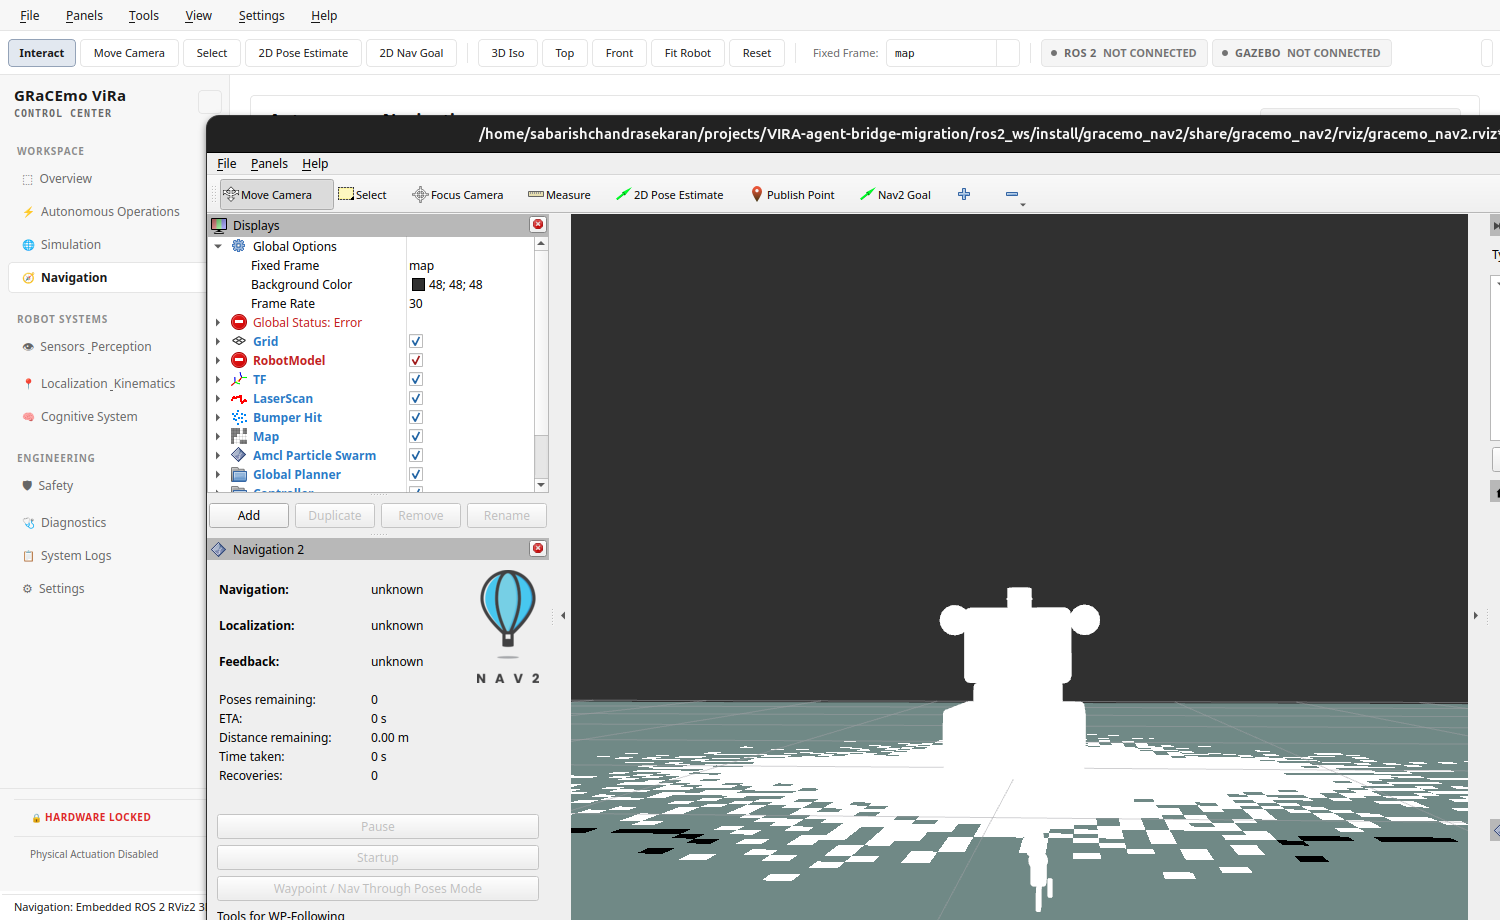 File Panels Tools View Settings Help
Interact Move Camera Select 2D Pose Estimate 2D Nav Goal 3D Iso Top Front Fit Robot Reset Fixed Frame: map ROS 2 NOT CONNECTED GAZEBO NOT CONNECTED
GRaCEmo ViRa
CONTROL CENTER
WORKSPACE
Overview
Autonomous Operations
Simulation
Navigation
ROBOT SYSTEMS
Sensors _Perception
Localization _Kinematics
Cognitive System
ENGINEERING
Safety
Diagnostics
System Logs
Settings
HARDWARE LOCKED
Physical Actuation Disabled
Navigation: Embedded ROS 2 RViz2
/home/sabarishchandrasekaran/projects/VIRA-agent-bridge-migration/ros2_ws/install/gracemo_nav2/share/gracemo_nav2/rviz/gracemo_nav2.rviz*
File Panels Help
Move Camera Select Focus Camera Measure 2D Pose Estimate Publish Point Nav2 Goal
Displays
Global Options
Fixed Frame map
Background Color 48; 48; 48
Frame Rate 30
Global Status: Error
Grid
RobotModel
TF
LaserScan
Bumper Hit
Map
Amcl Particle Swarm
Global Planner
Controller
Add Duplicate Remove Rename
Navigation 2
Navigation: unknown
Localization: unknown
Feedback: unknown
NAV2
Poses remaining: 0
ETA: 0 s
Distance remaining: 0.00 m
Time taken: 0 s
Recoveries: 0
Pause
Startup
Waypoint / Nav Through Poses Mode
Tools for WP-Following